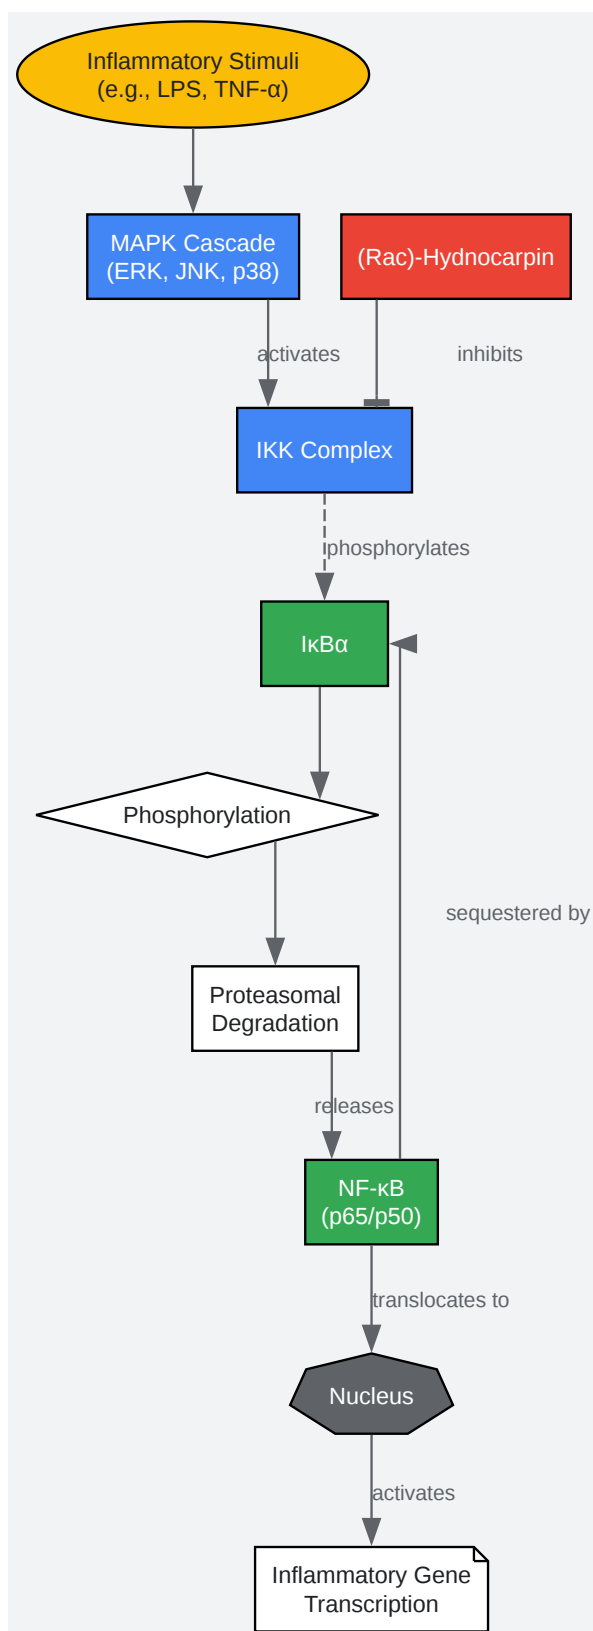 Inflammatory Stimuli
(e.g., LPS, TNF-α)
MAPK Cascade
(ERK, JNK, p38)
(Rac)-Hydnocarpin
activates
inhibits
IKK Complex
phosphorylates
IκBα
Phosphorylation
sequestered by
Proteasomal
Degradation
releases
NF-κB
(p65/p50)
translocates to
Nucleus
activates
Inflammatory Gene
Transcription